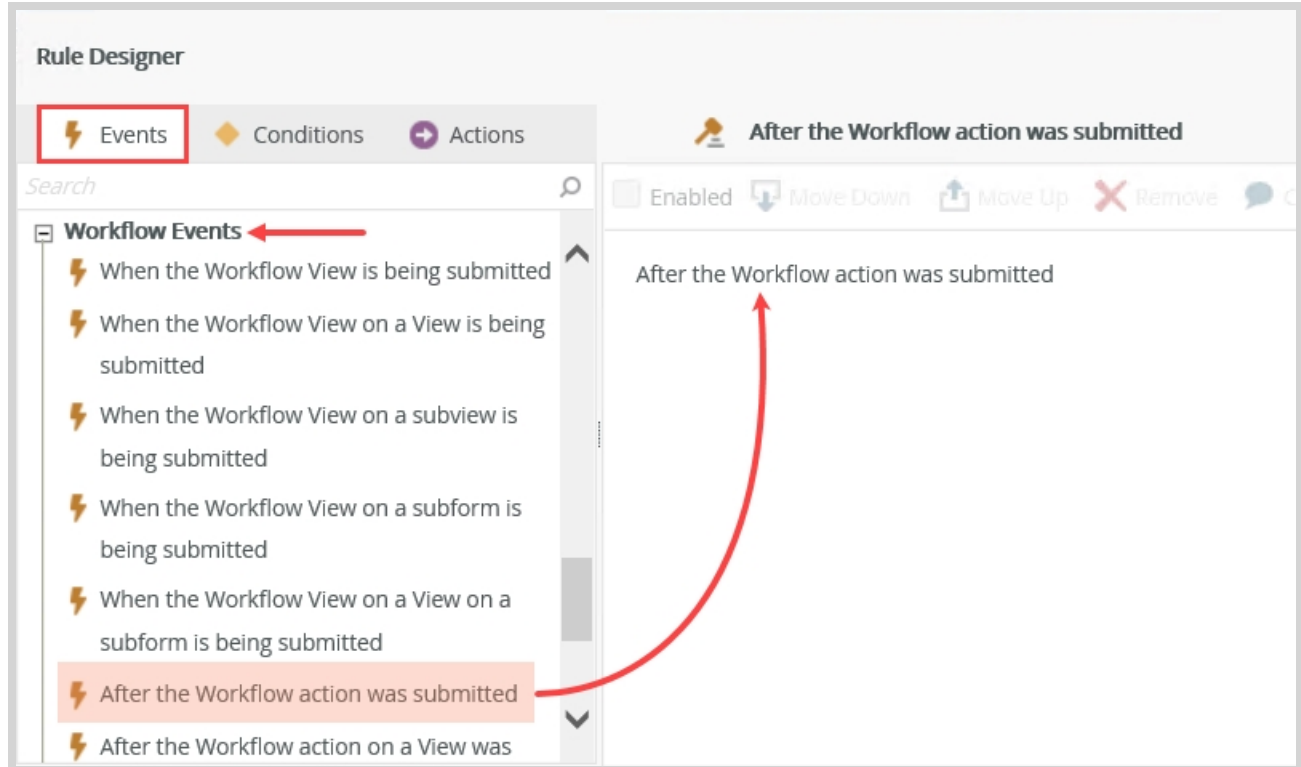 Rule Designer
Events
Conditions
Actions
After the Workflow action was submitted
Search
Enabled
Move Down
Move Up
Remove
C
Workflow Events
When the Workflow View is being submitted
After the Workflow action was submitted
When the Workflow View on a View is being
submitted
When the Workflow View on a subview is
being submitted
When the Workflow View on a subform is
being submitted
When the Workflow View on a View on a
subform is being submitted
After the Workflow action was submitted
After the Workflow action on a View was